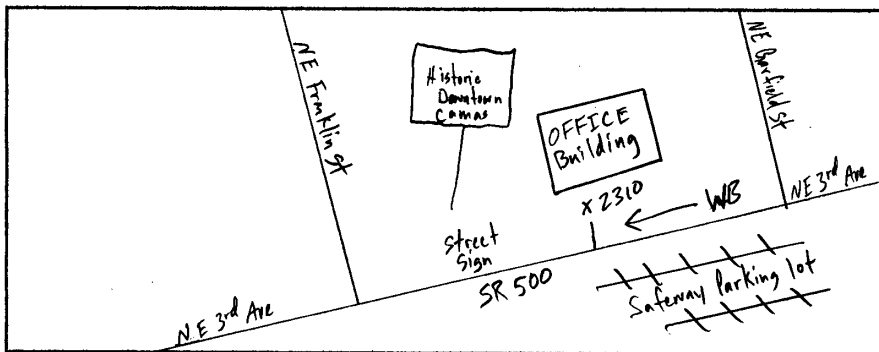 NE Franklin St
Historic
Downtown
Camas
OFFICE
Building
NE Garfield St
X 2310
WB
NE 3rd Ave
Street
Sign
SR 500
Safeway Parking lot
N.E 3rd Ave